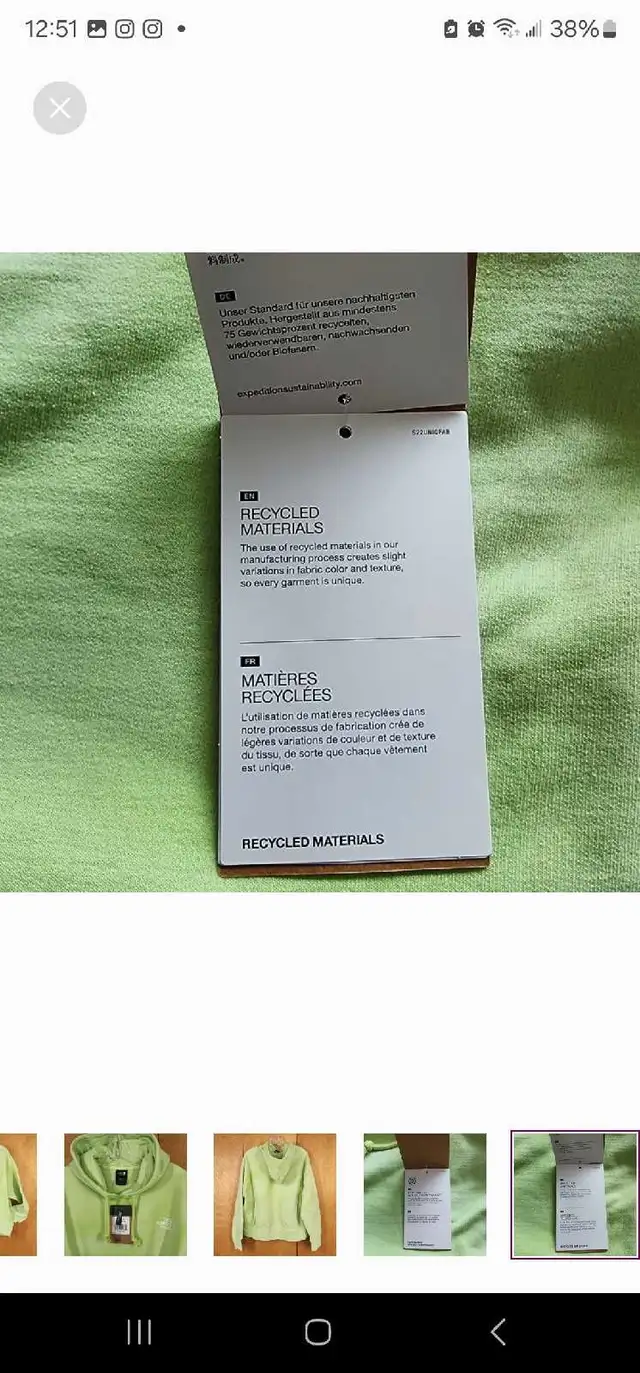 12:51
38%
料制成。
DE
Unser Standard für unsere nachhaltigsten
Produkte. Hergestellt aus mindestens
75 Gewichtsprozent recycelten,
wiederverwendbaren, nachwachsenden
und/oder Biofasern.
expeditionsustainability.com
EN
RECYCLED
MATERIALS
The use of recycled materials in our
manufacturing process creates slight
variations in fabric color and texture,
so every garment is unique.
FR
MATIÈRES
RECYCLÉES
L'utilisation de matières recyclées dans
notre processus de fabrication crée de
légères variations de couleur et de texture
du tissu, de sorte que chaque vêtement
est unique.
RECYCLED MATERIALS